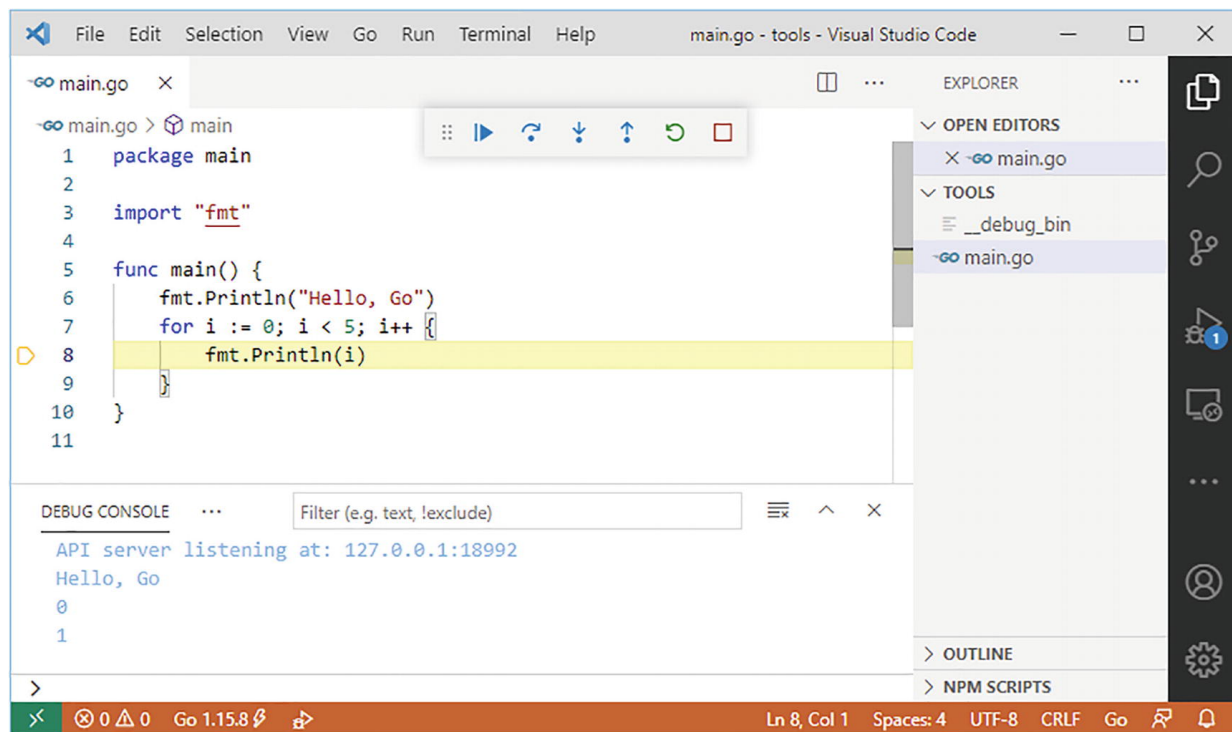 File Edit Selection View Go Run Terminal Help main.go - tools - Visual Studio Code
GO main.go
GO main.go > main
1 package main
2
3 import "fmt"
4
5 func main() {
6 fmt.Println("Hello, Go")
7 for i := 0; i < 5; i++ {
8 fmt.Println(i)
9 }
10 }
11
DEBUG CONSOLE ... Filter (e.g. text, !exclude)
API server listening at: 127.0.0.1:18992
Hello, Go
0
1
>
EXPLORER ...
OPEN EDITORS
GO main.go
TOOLS
__debug_bin
GO main.go
OUTLINE
NPM SCRIPTS
1
0 0 Go 1.15.8 Ln 8, Col 1 Spaces: 4 UTF-8 CRLF Go